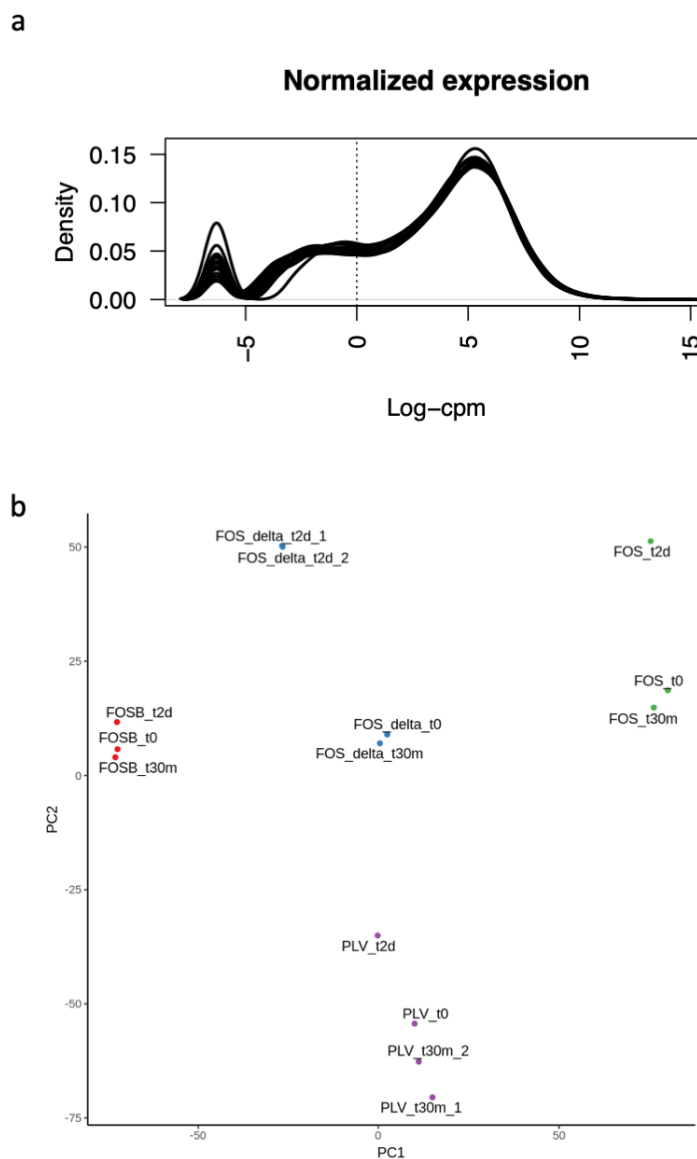 a
Normalized expression
0.15
0.10
0.05
0.00
Density
−5
0
5
10
15
Log−cpm
b
FOS_delta_t2d_1
FOS_delta_t2d_2
FOS_t2d
FOS_t0
FOS_t30m
FOSB_t2d
FOSB_t0
FOSB_t30m
FOS_delta_t0
FOS_delta_t30m
PLV_t2d
PLV_t0
PLV_t30m_2
PLV_t30m_1
50
25
0
-25
-50
-75
PC2
-50
0
50
PC1